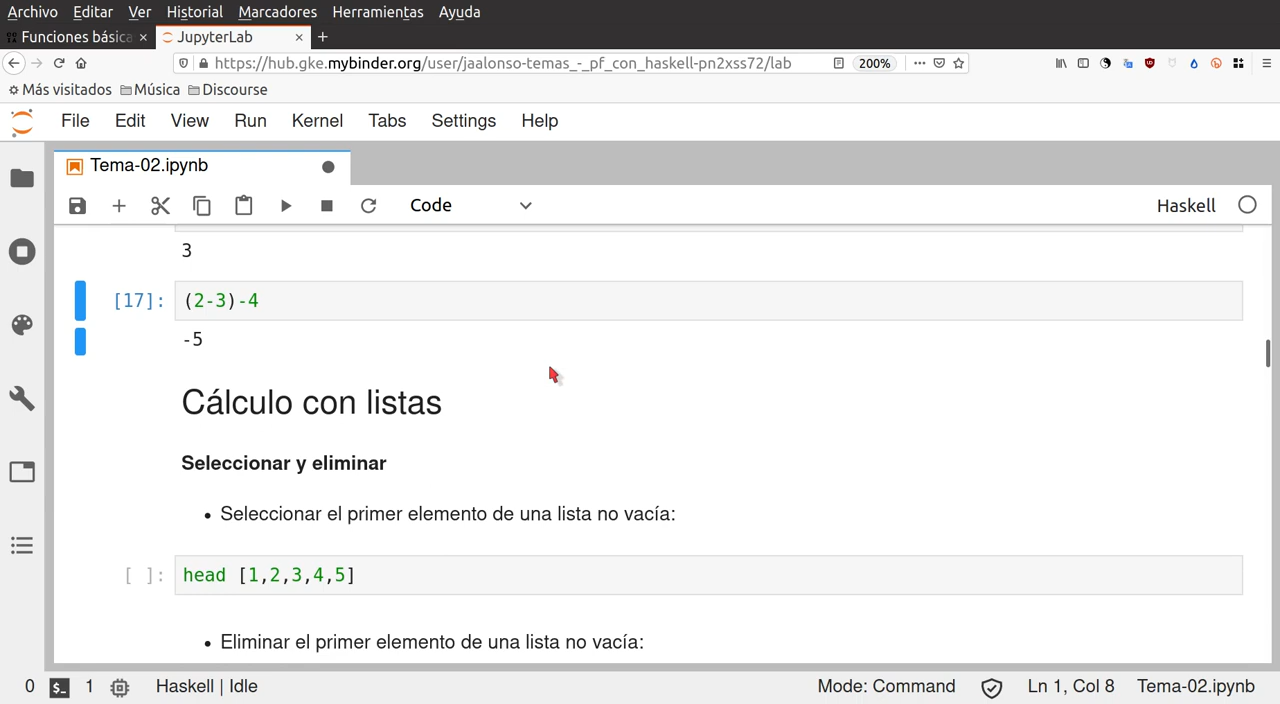 Archivo Editar Ver Historial Marcadores Herramientas Ayuda
Funciones básica × JupyterLab × +
https://hub.gke.mybinder.org/user/jaalonso-temas_-_pf_con_haskell-pn2xss72/lab 200%
Más visitados Música Discourse
File Edit View Run Kernel Tabs Settings Help
Tema-02.ipynb
Code Haskell
3
[17]: (2-3)-4
-5
Cálculo con listas
Seleccionar y eliminar
• Seleccionar el primer elemento de una lista no vacía:
[ ]: head [1,2,3,4,5]
• Eliminar el primer elemento de una lista no vacía:
0 $_ 1 Haskell | Idle Mode: Command Ln 1, Col 8 Tema-02.ipynb